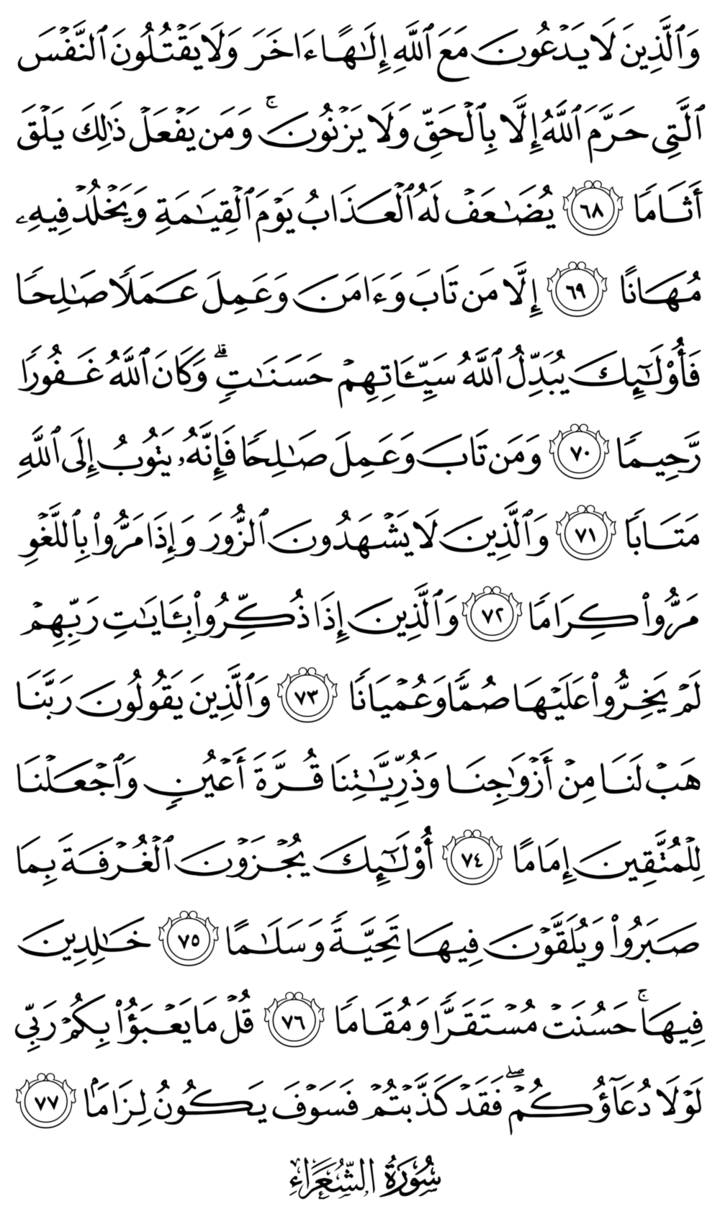 وَٱلَّذِينَ لَا يَدْعُونَ مَعَ ٱللَّهِ إِلَـٰهًا ءَاخَرَ وَلَا يَقْتُلُونَ ٱلنَّفْسَ
ٱلَّتِى حَرَّمَ ٱللَّهُ إِلَّا بِٱلْحَقِّ وَلَا يَزْنُونَ ۚ وَمَن يَفْعَلْ ذَٰلِكَ يَلْقَ
أَثَامًا ٦٨ يُضَـٰعَفْ لَهُ ٱلْعَذَابُ يَوْمَ ٱلْقِيَـٰمَةِ وَيَخْلُدْ فِيهِۦ
مُهَانًا ٦٩ إِلَّا مَن تَابَ وَءَامَنَ وَعَمِلَ عَمَلًا صَـٰلِحًا
فَأُو۟لَـٰٓئِكَ يُبَدِّلُ ٱللَّهُ سَيِّـَٔاتِهِمْ حَسَنَـٰتٍ ۗ وَكَانَ ٱللَّهُ غَفُورًا
رَّحِيمًا ٧٠ وَمَن تَابَ وَعَمِلَ صَـٰلِحًا فَإِنَّهُۥ يَتُوبُ إِلَى ٱللَّهِ
مَتَابًا ٧١ وَٱلَّذِينَ لَا يَشْهَدُونَ ٱلزُّورَ وَإِذَا مَرُّوا۟ بِٱللَّغْوِ
مَرُّوا۟ كِرَامًا ٧٢ وَٱلَّذِينَ إِذَا ذُكِّرُوا۟ بِـَٔايَـٰتِ رَبِّهِمْ
لَمْ يَخِرُّوا۟ عَلَيْهَا صُمًّا وَعُمْيَانًا ٧٣ وَٱلَّذِينَ يَقُولُونَ رَبَّنَا
هَبْ لَنَا مِنْ أَزْوَٰجِنَا وَذُرِّيَّـٰتِنَا قُرَّةَ أَعْيُنٍ وَٱجْعَلْنَا
لِلْمُتَّقِينَ إِمَامًا ٧٤ أُو۟لَـٰٓئِكَ يُجْزَوْنَ ٱلْغُرْفَةَ بِمَا
صَبَرُوا۟ وَيُلَقَّوْنَ فِيهَا تَحِيَّةً وَسَلَـٰمًا ٧٥ خَـٰلِدِينَ
فِيهَا ۚ حَسُنَتْ مُسْتَقَرًّا وَمُقَامًا ٧٦ قُلْ مَا يَعْبَؤُا۟ بِكُمْ رَبِّى
لَوْلَا دُعَآؤُكُمْ ۖ فَقَدْ كَذَّبْتُمْ فَسَوْفَ يَكُونُ لِزَامًۢا ٧٧
سُورَةُ الشُّعَرَاءِ